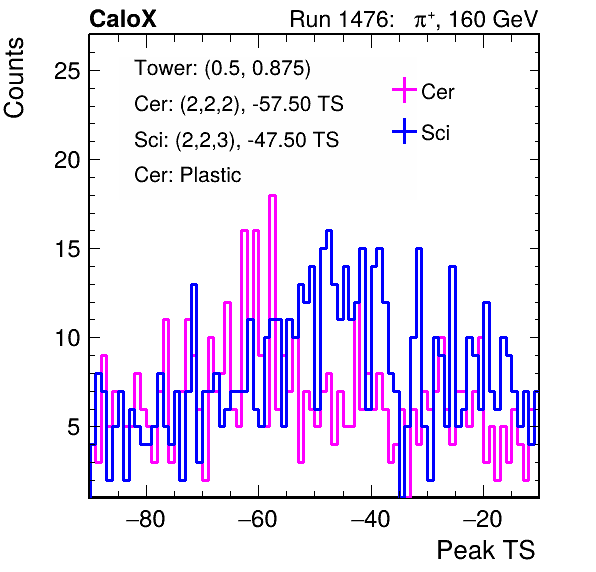 CaloX Run 1476: π⁺, 160 GeV
Counts
Tower: (0.5, 0.875)
Cer: (2,2,2), -57.50 TS
Sci: (2,2,3), -47.50 TS
Cer: Plastic
Cer
Sci
25
20
15
10
5
−80 −60 −40 −20
Peak TS